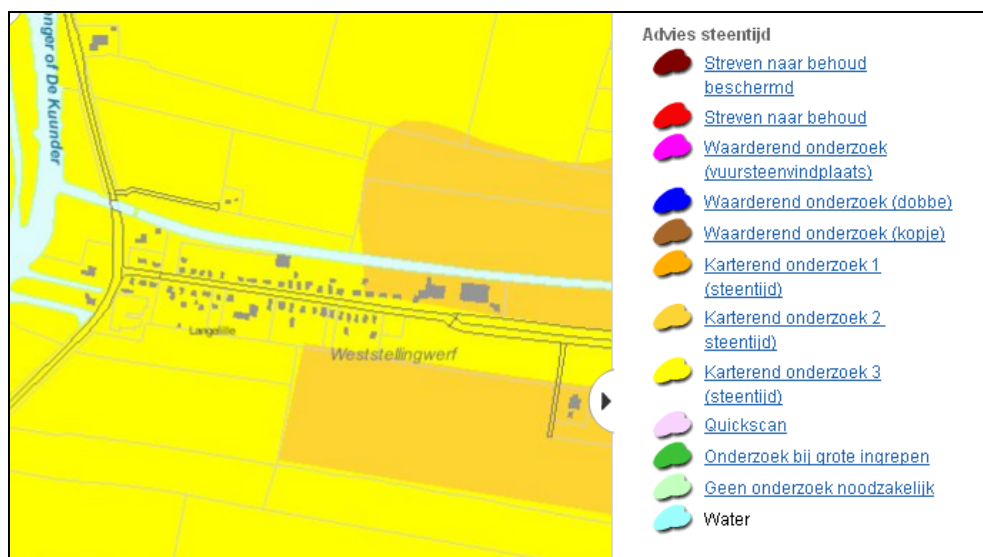 onger of De Kuunder
Langelille
Weststellingwerf
Advies steentijd
Streven naar behoud
beschermd
Streven naar behoud
Waarderend onderzoek
(vuursteenvindplaats)
Waarderend onderzoek (dobbe)
Waarderend onderzoek (kopje)
Karterend onderzoek 1
(steentijd)
Karterend onderzoek 2
steentijd)
Karterend onderzoek 3
(steentijd)
Quickscan
Onderzoek bij grote ingrepen
Geen onderzoek noodzakelijk
Water